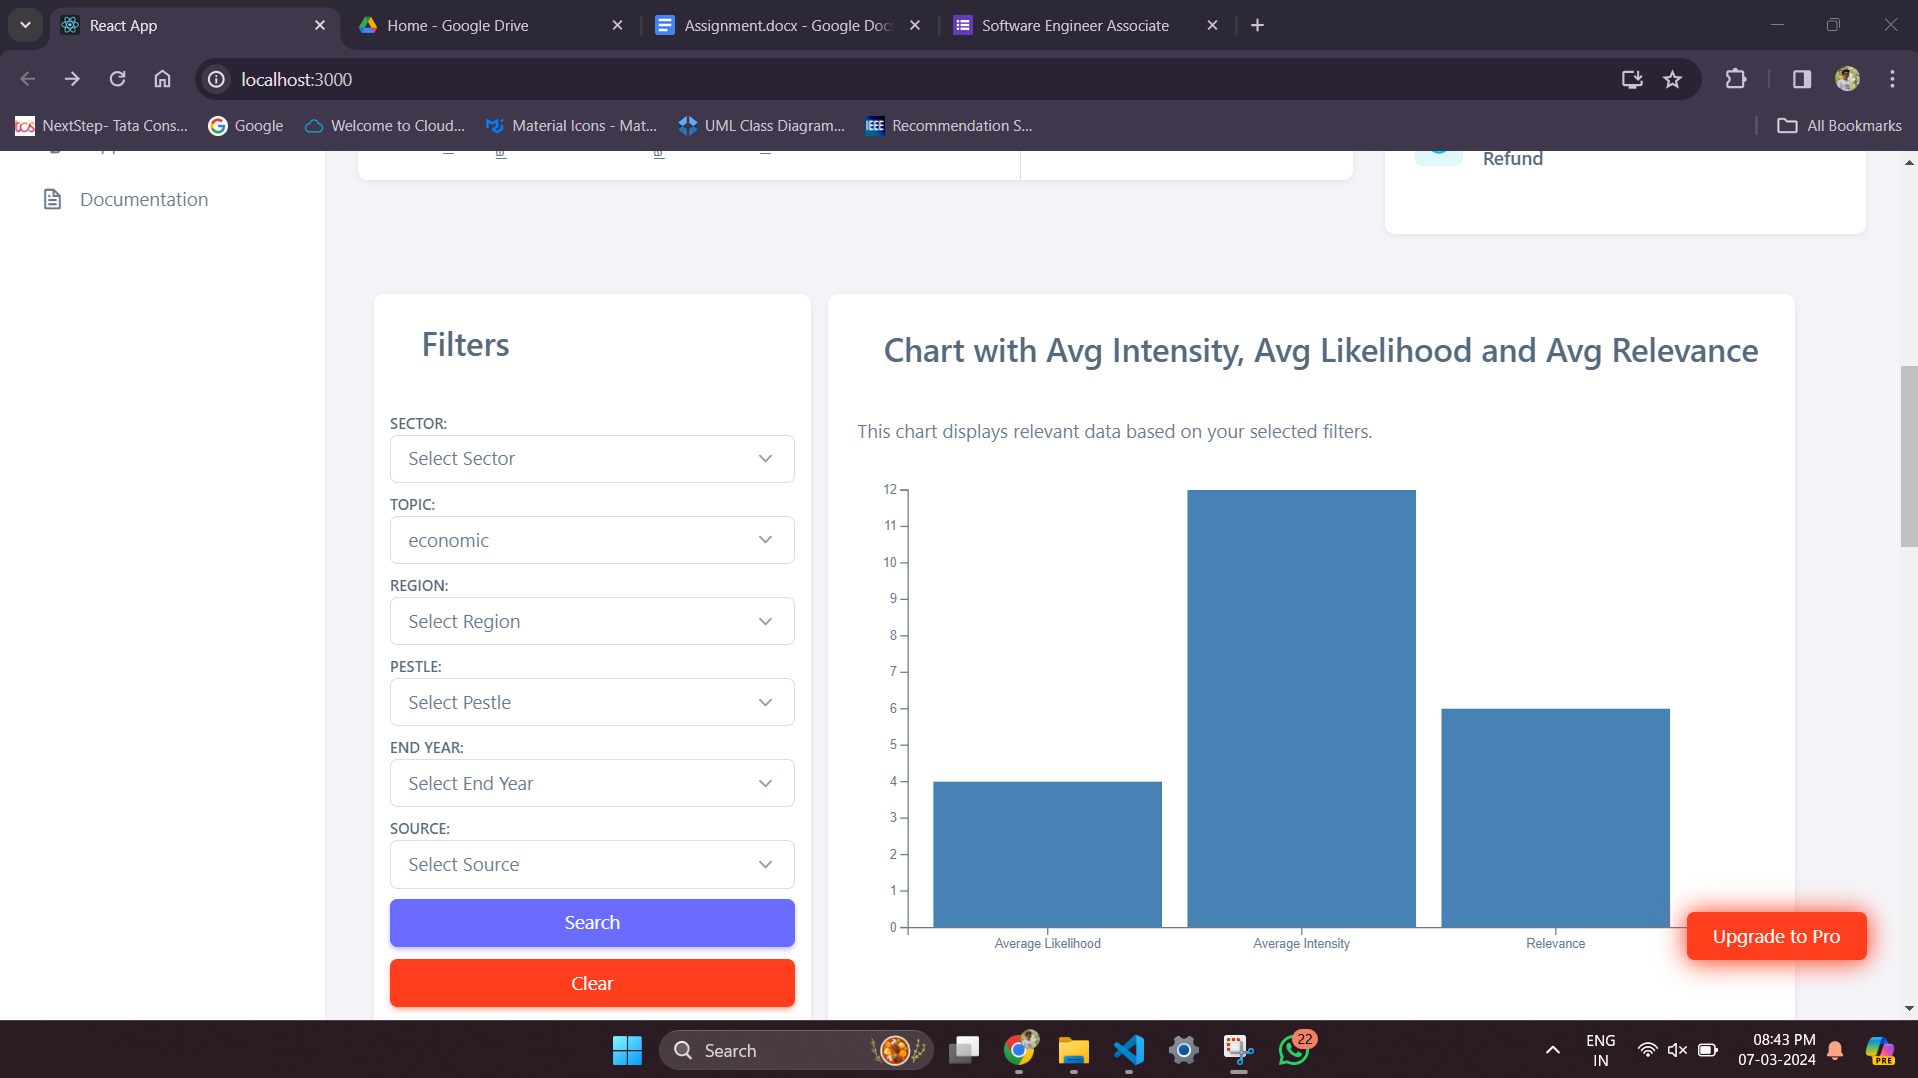 React App
Home - Google Drive
Assignment.docx - Google Doc
Software Engineer Associate
localhost:3000
NextStep- Tata Cons...
Google
Welcome to Cloud...
Material Icons - Mat...
UML Class Diagram...
IEEE
Recommendation S...
All Bookmarks
Refund
Documentation
Filters
SECTOR:
Select Sector
TOPIC:
economic
REGION:
Select Region
PESTLE:
Select Pestle
END YEAR:
Select End Year
SOURCE:
Select Source
Search
Clear
Chart with Avg Intensity, Avg Likelihood and Avg Relevance
This chart displays relevant data based on your selected filters.
12
11
10
9
8
7
6
5
4
3
2
1
0
Average Likelihood
Average Intensity
Relevance
Upgrade to Pro
Search
22
ENG
IN
08:43 PM
07-03-2024
PRE